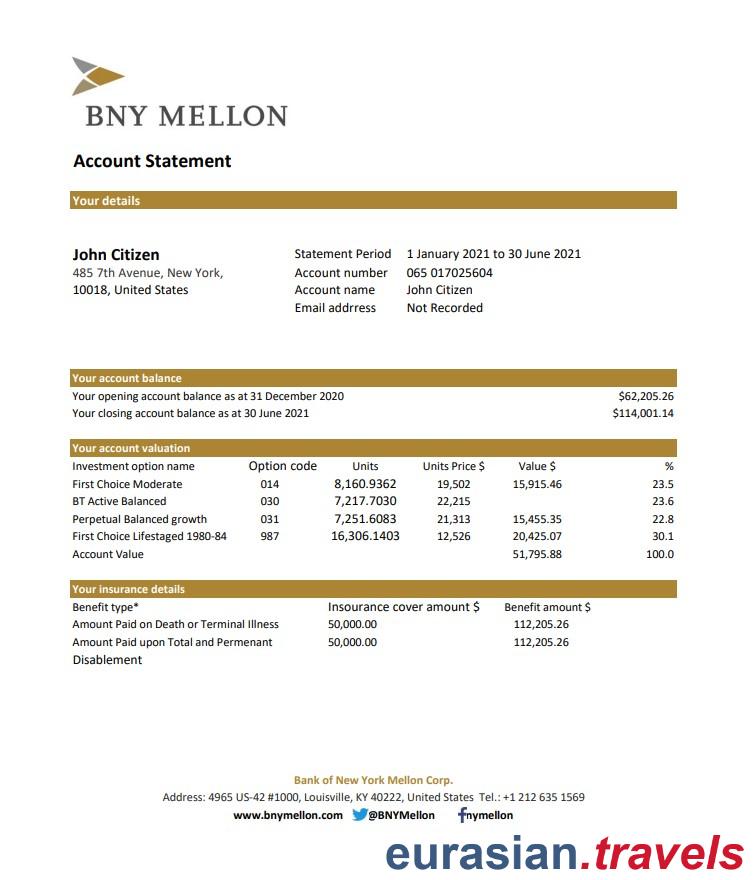 BNY MELLON
Account Statement
Your details
John Citizen
485 7th Avenue, New York,
10018, United States
Statement Period 1 January 2021 to 30 June 2021
Account number 065 017025604
Account name John Citizen
Email addrress Not Recorded
Your account balance
Your opening account balance as at 31 December 2020 $62,205.26
Your closing account balance as at 30 June 2021 $114,001.14
Your account valuation
Investment option name Option code Units Units Price $ Value $ %
First Choice Moderate 014 8,160.9362 19,502 15,915.46 23.5
BT Active Balanced 030 7,217.7030 22,215 23.6
Perpetual Balanced growth 031 7,251.6083 21,313 15,455.35 22.8
First Choice Lifestaged 1980-84 987 16,306.1403 12,526 20,425.07 30.1
Account Value 51,795.88 100.0
Your insurance details
Benefit type* Insourance cover amount $ Benefit amount $
Amount Paid on Death or Terminal Illness 50,000.00 112,205.26
Amount Paid upon Total and Permenant 50,000.00 112,205.26
Disablement
Bank of New York Mellon Corp.
Address: 4965 US-42 #1000, Louisville, KY 40222, United States Tel.: +1 212 635 1569
www.bnymellon.com @BNYMellon nymellon
eurasian.travels